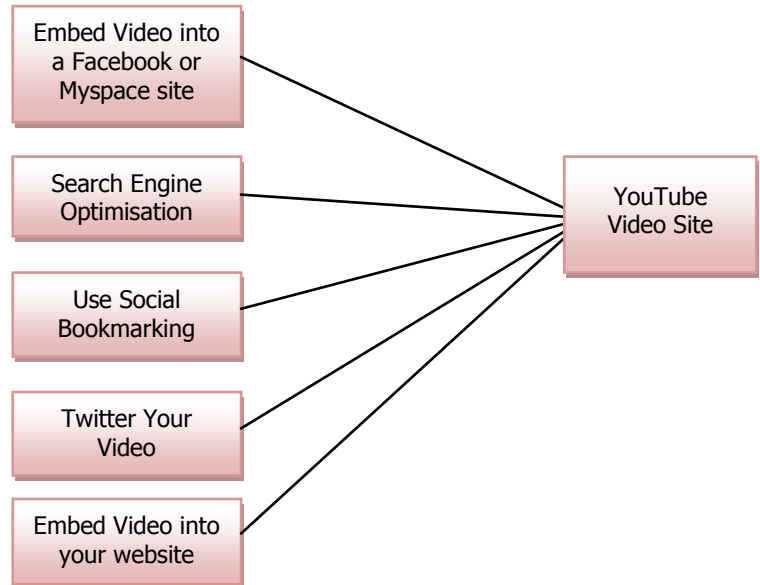 Embed Video into
a Facebook or
Myspace site
Search Engine
Optimisation
Use Social
Bookmarking
Twitter Your
Video
Embed Video into
your website
YouTube
Video Site